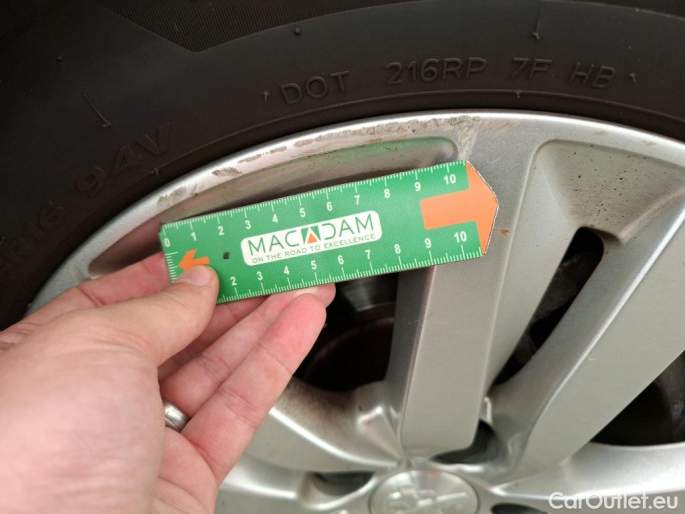 DOT 216RP 7F HB
94V
0 1 2 3 4 5 6 7 8 9 10
MACADAM
ON THE ROAD TO EXCELLENCE
2 3 4 5 6 7 8 9 10
CarOutlet.eu